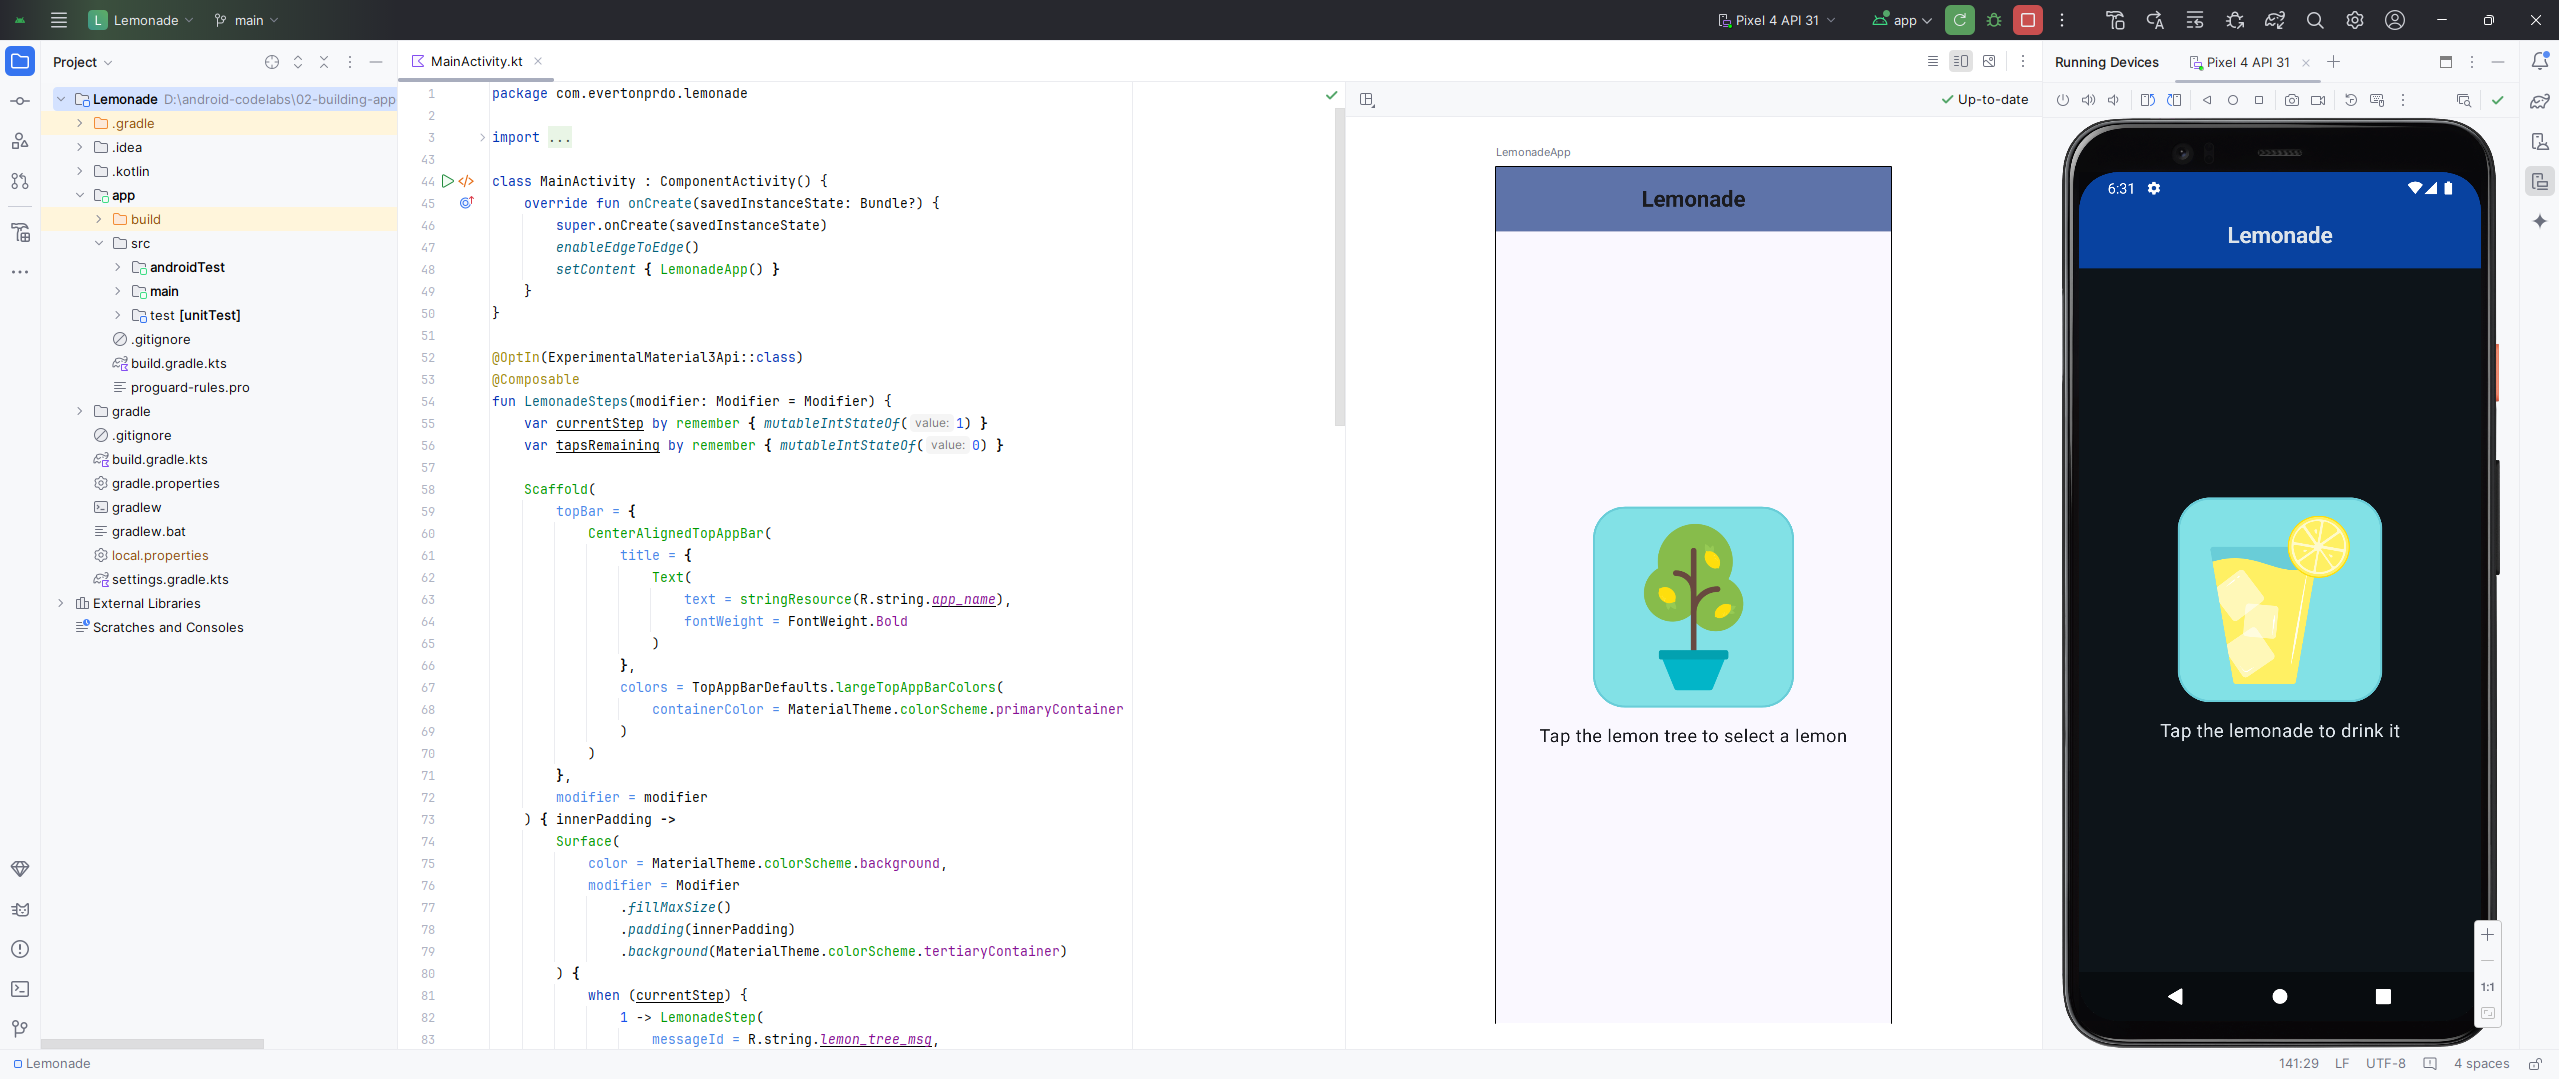 L Lemonade main Pixel 4 API 31 app
Project
MainActivity.kt
Running Devices Pixel 4 API 31
Lemonade D:\android-codelabs\02-building-app
.gradle
.idea
.kotlin
app
build
src
androidTest
main
test [unitTest]
.gitignore
build.gradle.kts
proguard-rules.pro
gradle
.gitignore
build.gradle.kts
gradle.properties
gradlew
gradlew.bat
local.properties
settings.gradle.kts
External Libraries
Scratches and Consoles
1 package com.evertonprdo.lemonade
2
3 import ...
43
44 class MainActivity : ComponentActivity() {
45 override fun onCreate(savedInstanceState: Bundle?) {
46 super.onCreate(savedInstanceState)
47 enableEdgeToEdge()
48 setContent { LemonadeApp() }
49 }
50 }
51
52 @OptIn(ExperimentalMaterial3Api::class)
53 @Composable
54 fun LemonadeSteps(modifier: Modifier = Modifier) {
55 var currentStep by remember { mutableIntStateOf( value: 1) }
56 var tapsRemaining by remember { mutableIntStateOf( value: 0) }
57
58 Scaffold(
59 topBar = {
60 CenterAlignedTopAppBar(
61 title = {
62 Text(
63 text = stringResource(R.string.app_name),
64 fontWeight = FontWeight.Bold
65 )
66 },
67 colors = TopAppBarDefaults.largeTopAppBarColors(
68 containerColor = MaterialTheme.colorScheme.primaryContainer
69 )
70 )
71 },
72 modifier = modifier
73 ) { innerPadding ->
74 Surface(
75 color = MaterialTheme.colorScheme.background,
76 modifier = Modifier
77 .fillMaxSize()
78 .padding(innerPadding)
79 .background(MaterialTheme.colorScheme.tertiaryContainer)
80 ) {
81 when (currentStep) {
82 1 -> LemonadeStep(
83 messageId = R.string.lemon_tree_msg,
Up-to-date
LemonadeApp
Lemonade
Tap the lemon tree to select a lemon
6:31
Lemonade
Tap the lemonade to drink it
1:1
Lemonade
141:29 LF UTF-8 4 spaces